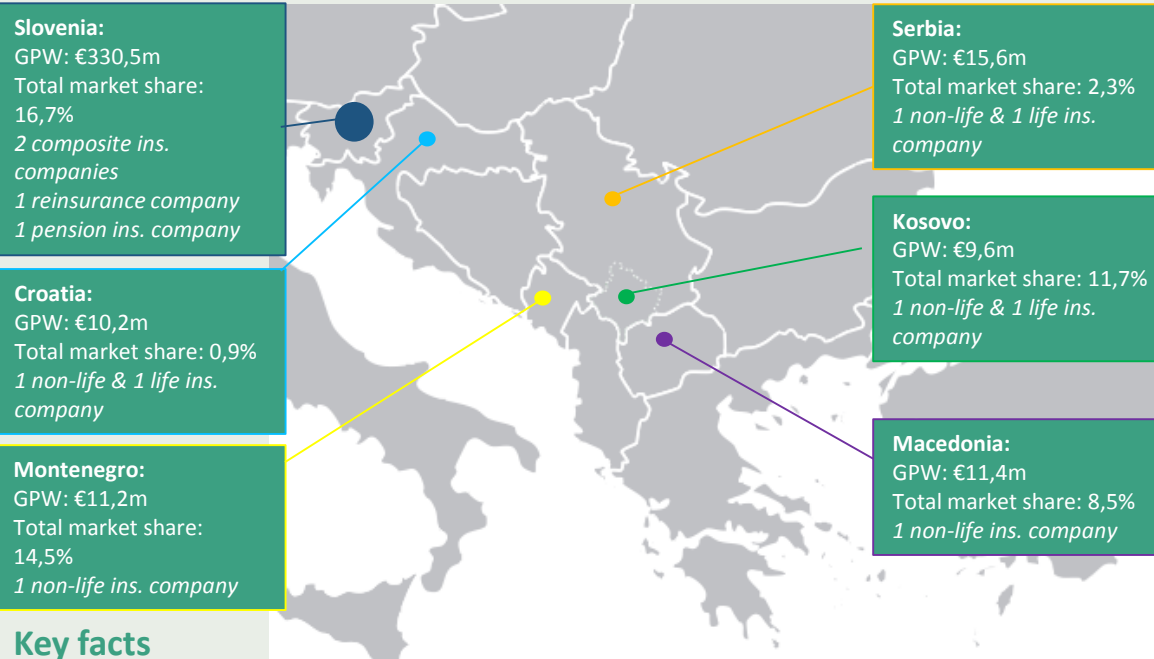 Slovenia:
GPW: €330,5m
Total market share:
16,7%
2 composite ins.
companies
1 reinsurance company
1 pension ins. company
Croatia:
GPW: €10,2m
Total market share: 0,9%
1 non-life & 1 life ins.
company
Montenegro:
GPW: €11,2m
Total market share:
14,5%
1 non-life ins. company
Key facts
Serbia:
GPW: €15,6m
Total market share: 2,3%
1 non-life & 1 life ins.
company
Kosovo:
GPW: €9,6m
Total market share: 11,7%
1 non-life & 1 life ins.
company
Macedonia:
GPW: €11,4m
Total market share: 8,5%
1 non-life ins. company